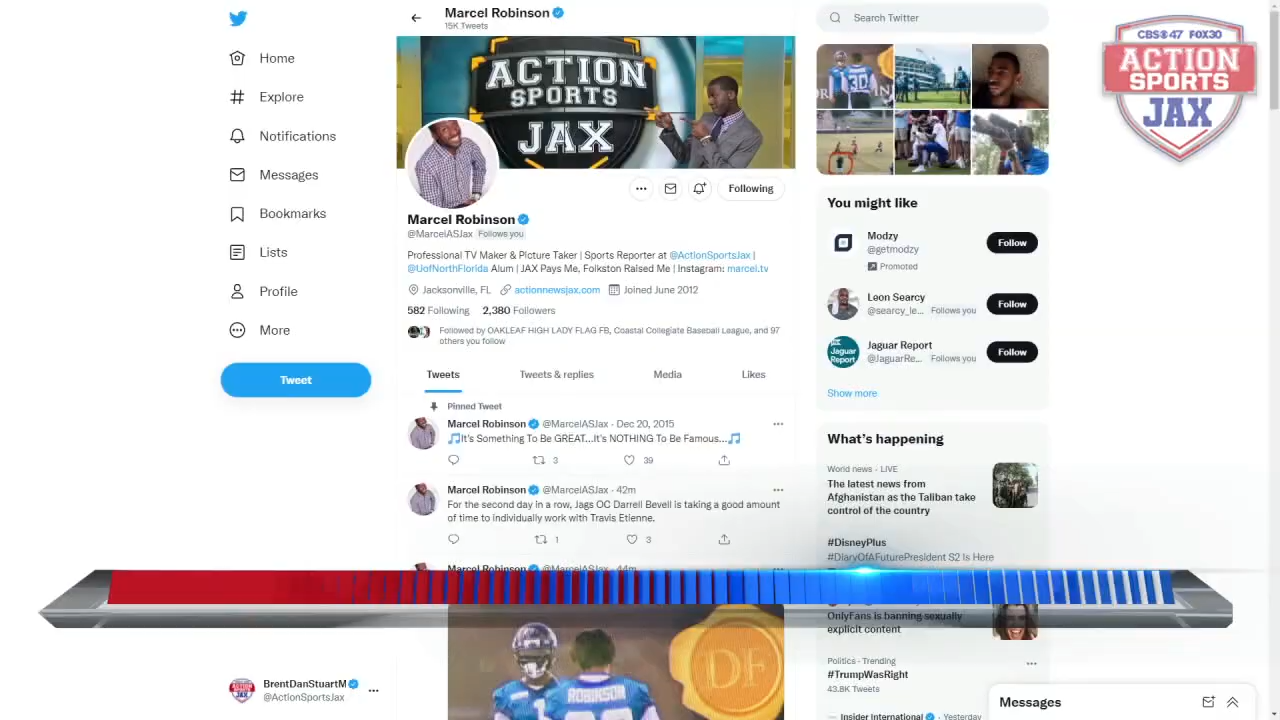 Marcel Robinson
15K Tweets
Search Twitter
CBS 47 FOX30
ACTION
SPORTS
JAX
Home
Explore
Notifications
Messages
Bookmarks
Lists
Profile
More
Tweet
ACTION
SPORTS
JAX
Following
Marcel Robinson
@MarcelASJax Follows you
Professional TV Maker & Picture Taker | Sports Reporter at @ActionSportsJax |
@UofNorthFlorida Alum | JAX Pays Me, Folkston Raised Me | Instagram: marcel.tv
Jacksonville, FL actionnewsjax.com Joined June 2012
582 Following 2,380 Followers
Followed by OAKLEAF HIGH LADY FLAG FB, Coastal Collegiate Baseball League, and 97
others you follow
Tweets Tweets & replies Media Likes
Pinned Tweet
Marcel Robinson @MarcelASJax · Dec 20, 2015
🎵It's Something To Be GREAT...It's NOTHING To Be Famous...🎵
3 39
Marcel Robinson @MarcelASJax · 42m
For the second day in a row, Jags OC Darrell Bevell is taking a good amount
of time to individually work with Travis Etienne.
1 3
Marcel Robinson @MarcelASJax · 44m
ROBINSON
DF
30
You might like
Modzy
@getmodzy
Promoted
Follow
Leon Searcy
@searcy_le... Follows you
Follow
Jaguar Report
@JaguarRe... Follows you
Follow
Jaguar
Report
Show more
What's happening
World news · LIVE
The latest news from
Afghanistan as the Taliban take
control of the country
#DisneyPlus
#DiaryOfAFuturePresident S2 Is Here
OnlyFans is banning sexually
explicit content
Politics · Trending
#TrumpWasRight
43.8K Tweets
Insider International · Yesterday
BrentDanStuartM
@ActionSportsJax
Messages